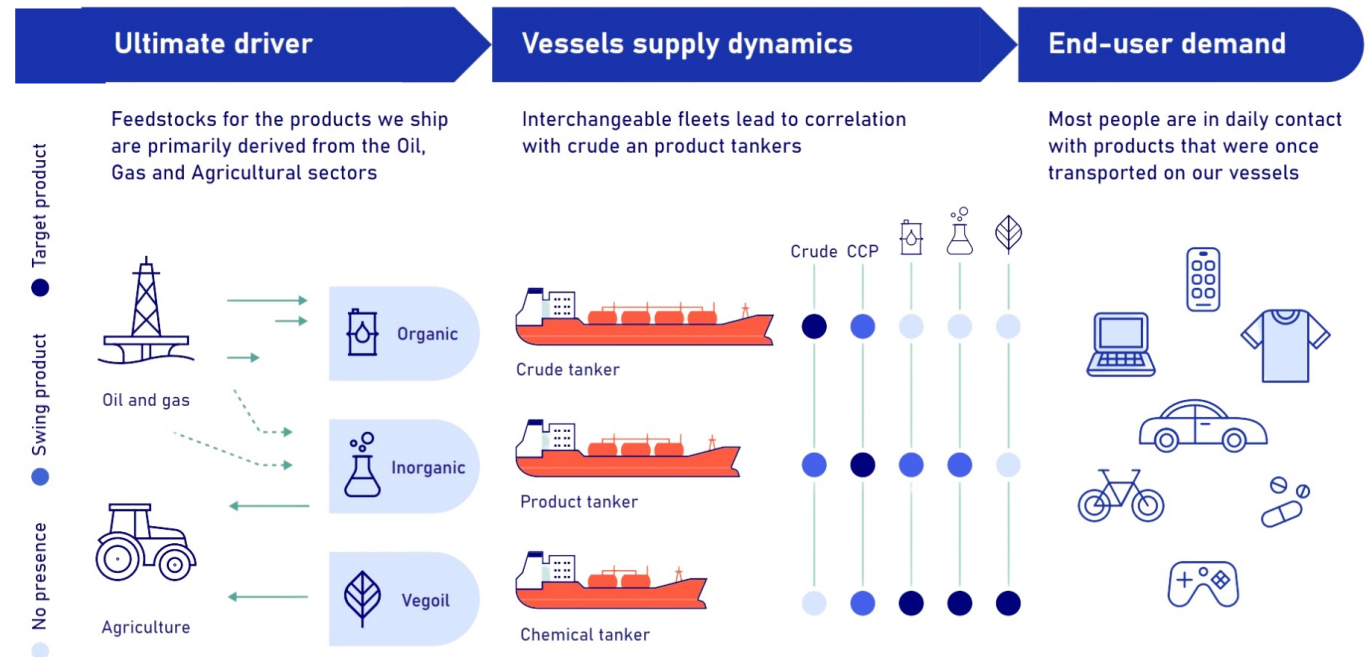 Ultimate driver
Vessels supply dynamics
End-user demand
Feedstocks for the products we ship
are primarily derived from the Oil,
Gas and Agricultural sectors
Interchangeable fleets lead to correlation
with crude an product tankers
Most people are in daily contact
with products that were once
transported on our vessels
Target product
Swing product
No presence
Oil and gas
Agriculture
Organic
Inorganic
Vegoil
Crude tanker
Product tanker
Chemical tanker
Crude CCP